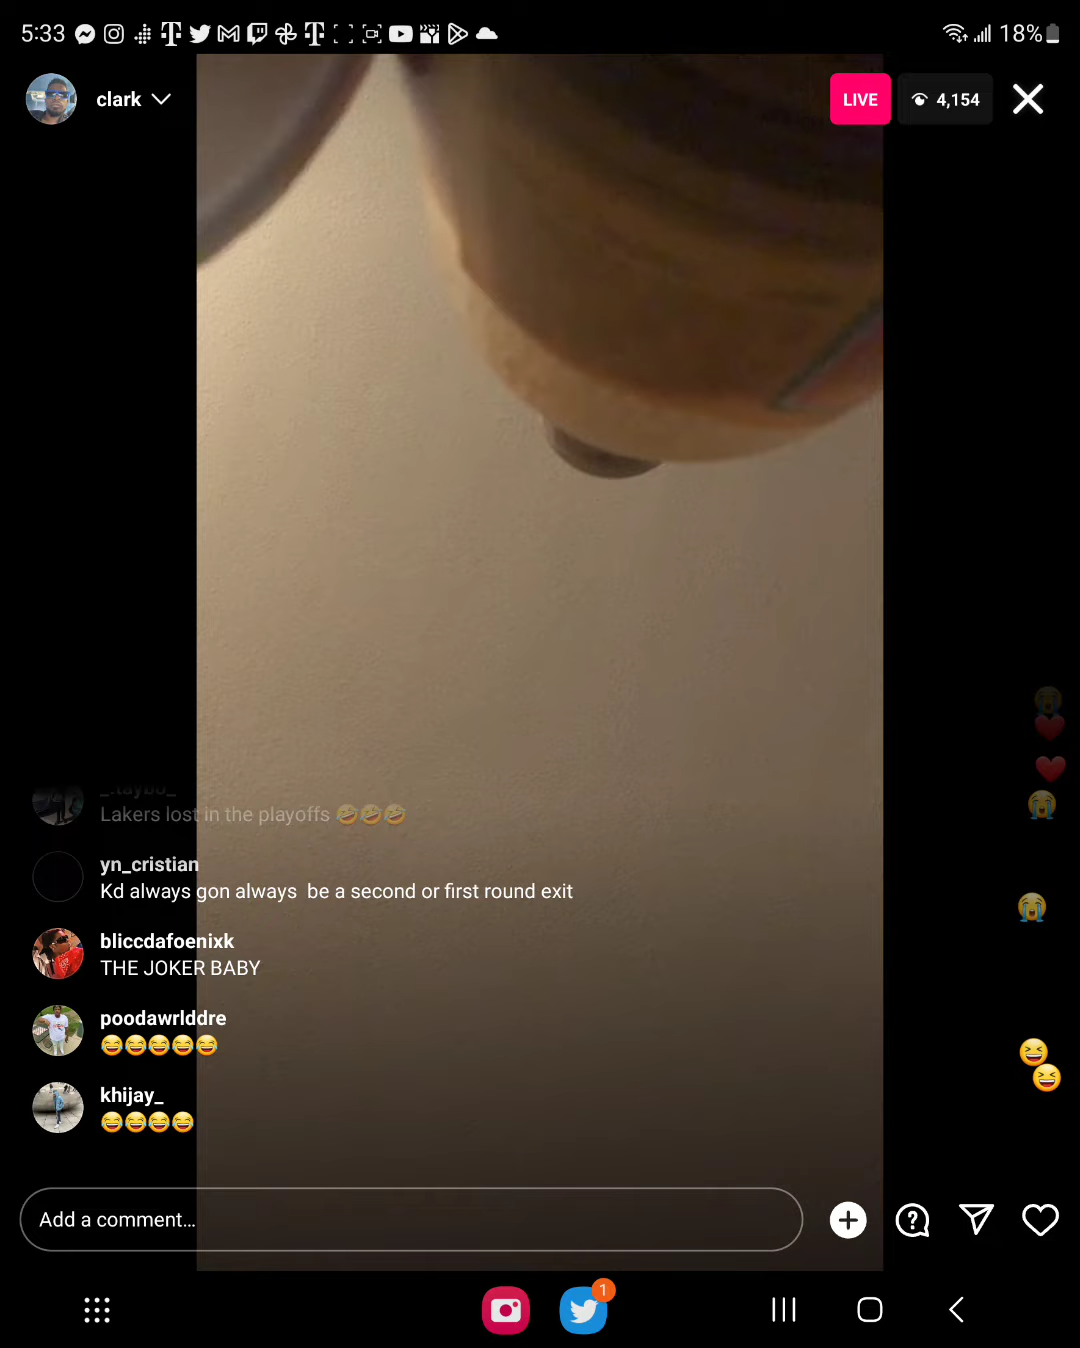 5:33
18%
clark
LIVE
4,154
_.taybo_
Lakers lost in the playoffs 🤣🤣🤣
yn_cristian
Kd always gon always  be a second or first round exit
bliccdafoenixk
THE JOKER BABY
poodawrlddre
😂😂😂😂😂
khijay_
😂😂😂😂
Add a comment...
1